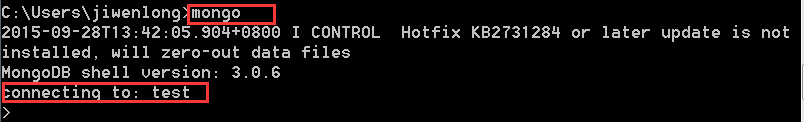 C:\Users\jiwenlong>mongo
2015-09-28T13:42:05.904+0800 I CONTROL  Hotfix KB2731284 or later update is not
installed, will zero-out data files
MongoDB shell version: 3.0.6
connecting to: test
>